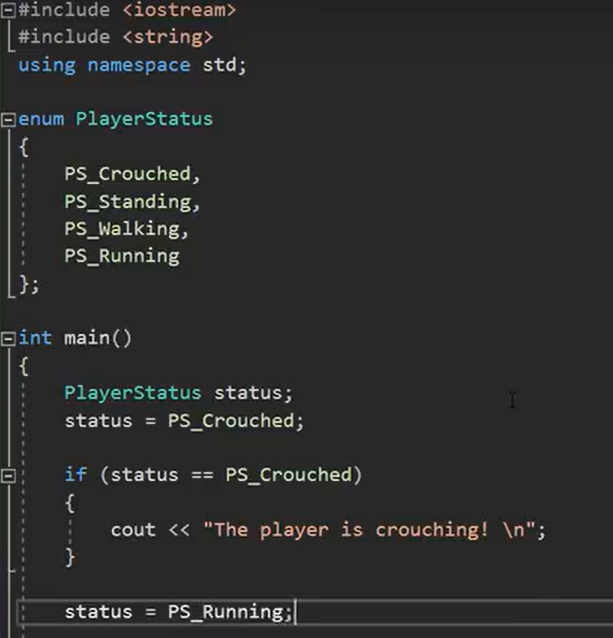 #include <iostream>
#include <string>
using namespace std;
enum PlayerStatus
{
PS_Crouched,
PS_Standing,
PS_Walking,
PS_Running
};
int main()
{
PlayerStatus status;
status = PS_Crouched;
if (status == PS_Crouched)
{
cout << "The player is crouching! \n";
}
status = PS_Running;